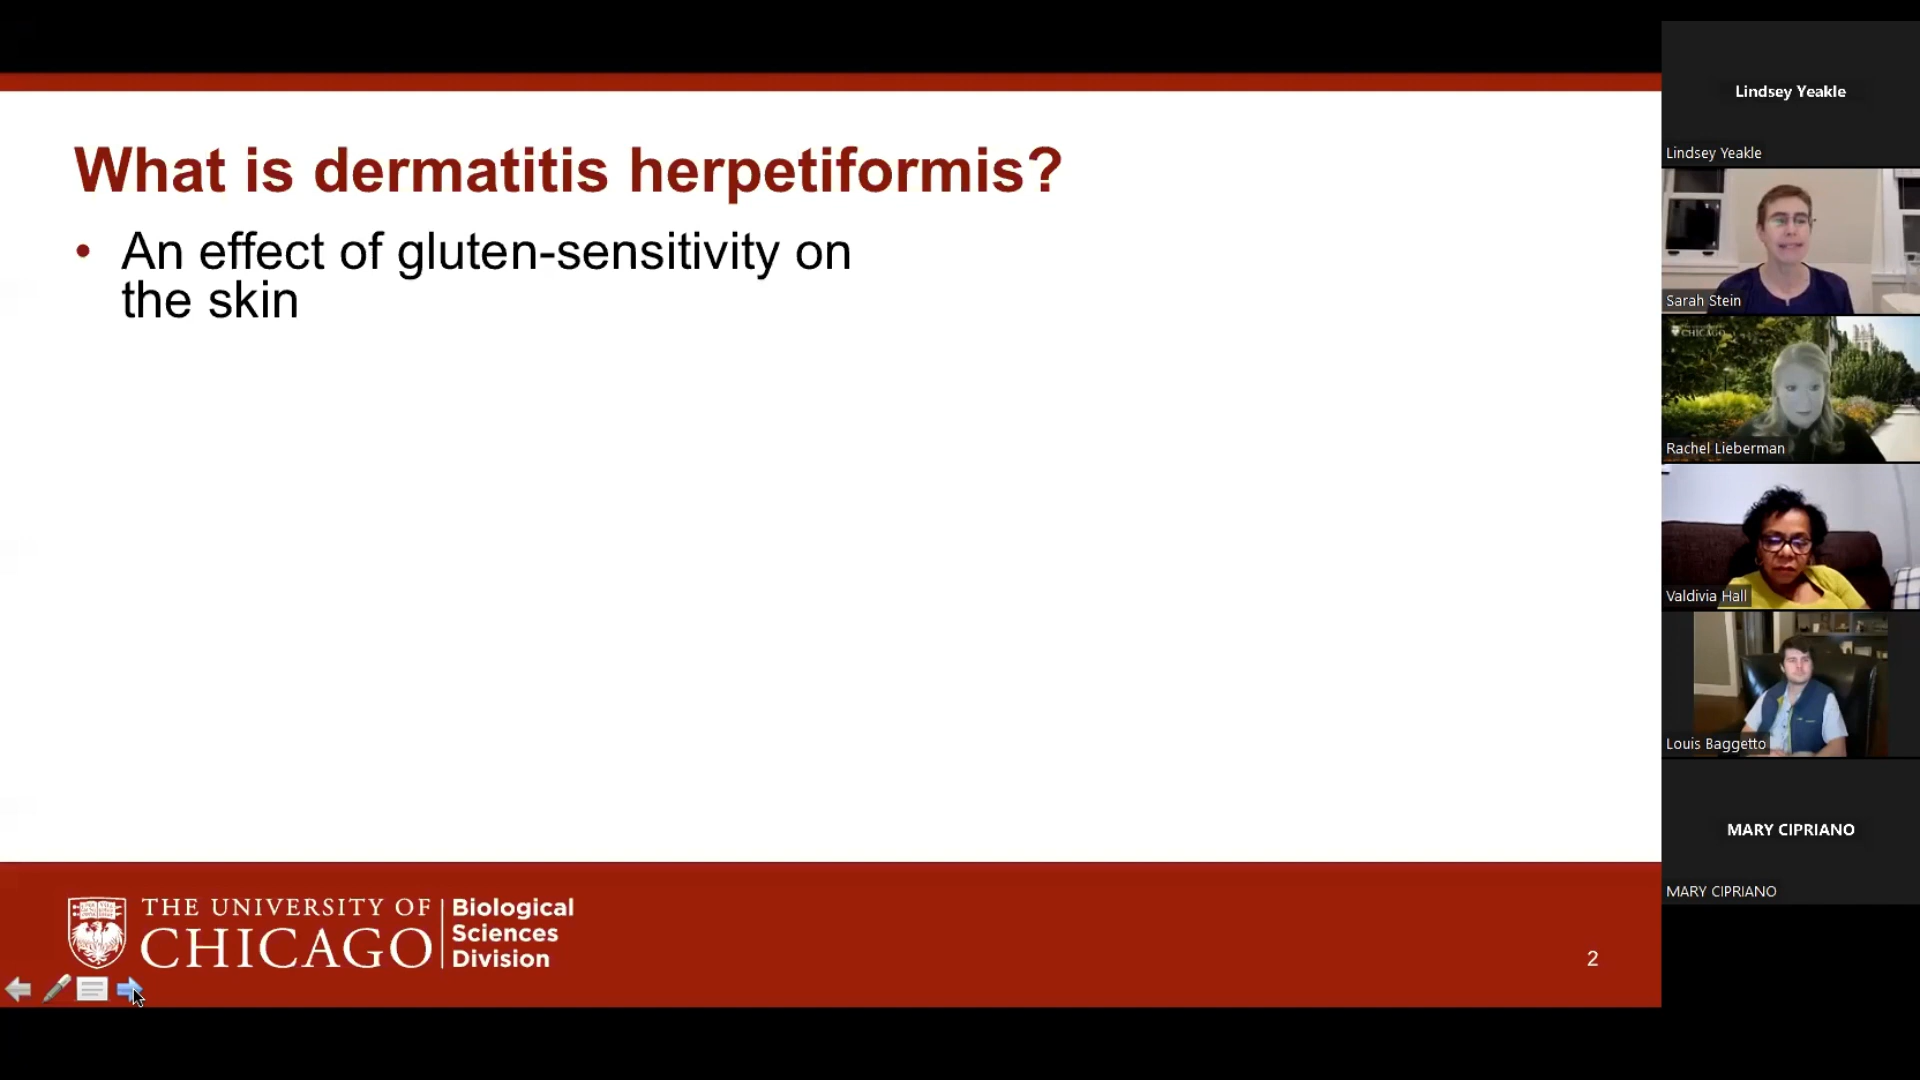 What is dermatitis herpetiformis?
• An effect of gluten-sensitivity on
the skin
THE UNIVERSITY OF
CHICAGO
Biological
Sciences
Division
2
Lindsey Yeakle
Lindsey Yeakle
Sarah Stein
CHICAGO
Rachel Lieberman
Valdivia Hall
Louis Baggetto
MARY CIPRIANO
MARY CIPRIANO